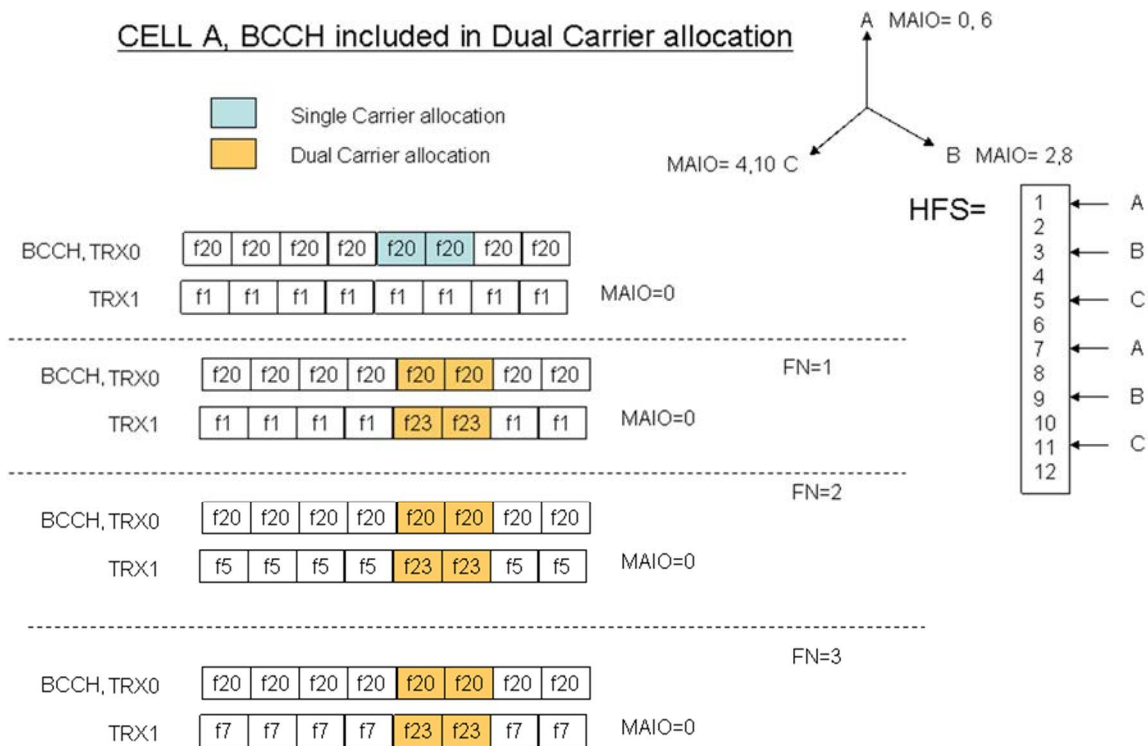 CELL A, BCCH included in Dual Carrier allocation
A MAIO= 0, 6
Single Carrier allocation
Dual Carrier allocation
MAIO= 4,10 C
B MAIO= 2,8
HFS=
1 A
2
3 B
4
5 C
6
7 A
8
9 B
10
11 C
12
BCCH, TRX0 f20 f20 f20 f20 f20 f20 f20 f20
TRX1 f1 f1 f1 f1 f1 f1 f1 f1 MAIO=0
FN=1
BCCH, TRX0 f20 f20 f20 f20 f20 f20 f20 f20
TRX1 f1 f1 f1 f1 f23 f23 f1 f1 MAIO=0
FN=2
BCCH, TRX0 f20 f20 f20 f20 f20 f20 f20 f20
TRX1 f5 f5 f5 f5 f23 f23 f5 f5 MAIO=0
FN=3
BCCH, TRX0 f20 f20 f20 f20 f20 f20 f20 f20
TRX1 f7 f7 f7 f7 f23 f23 f7 f7 MAIO=0